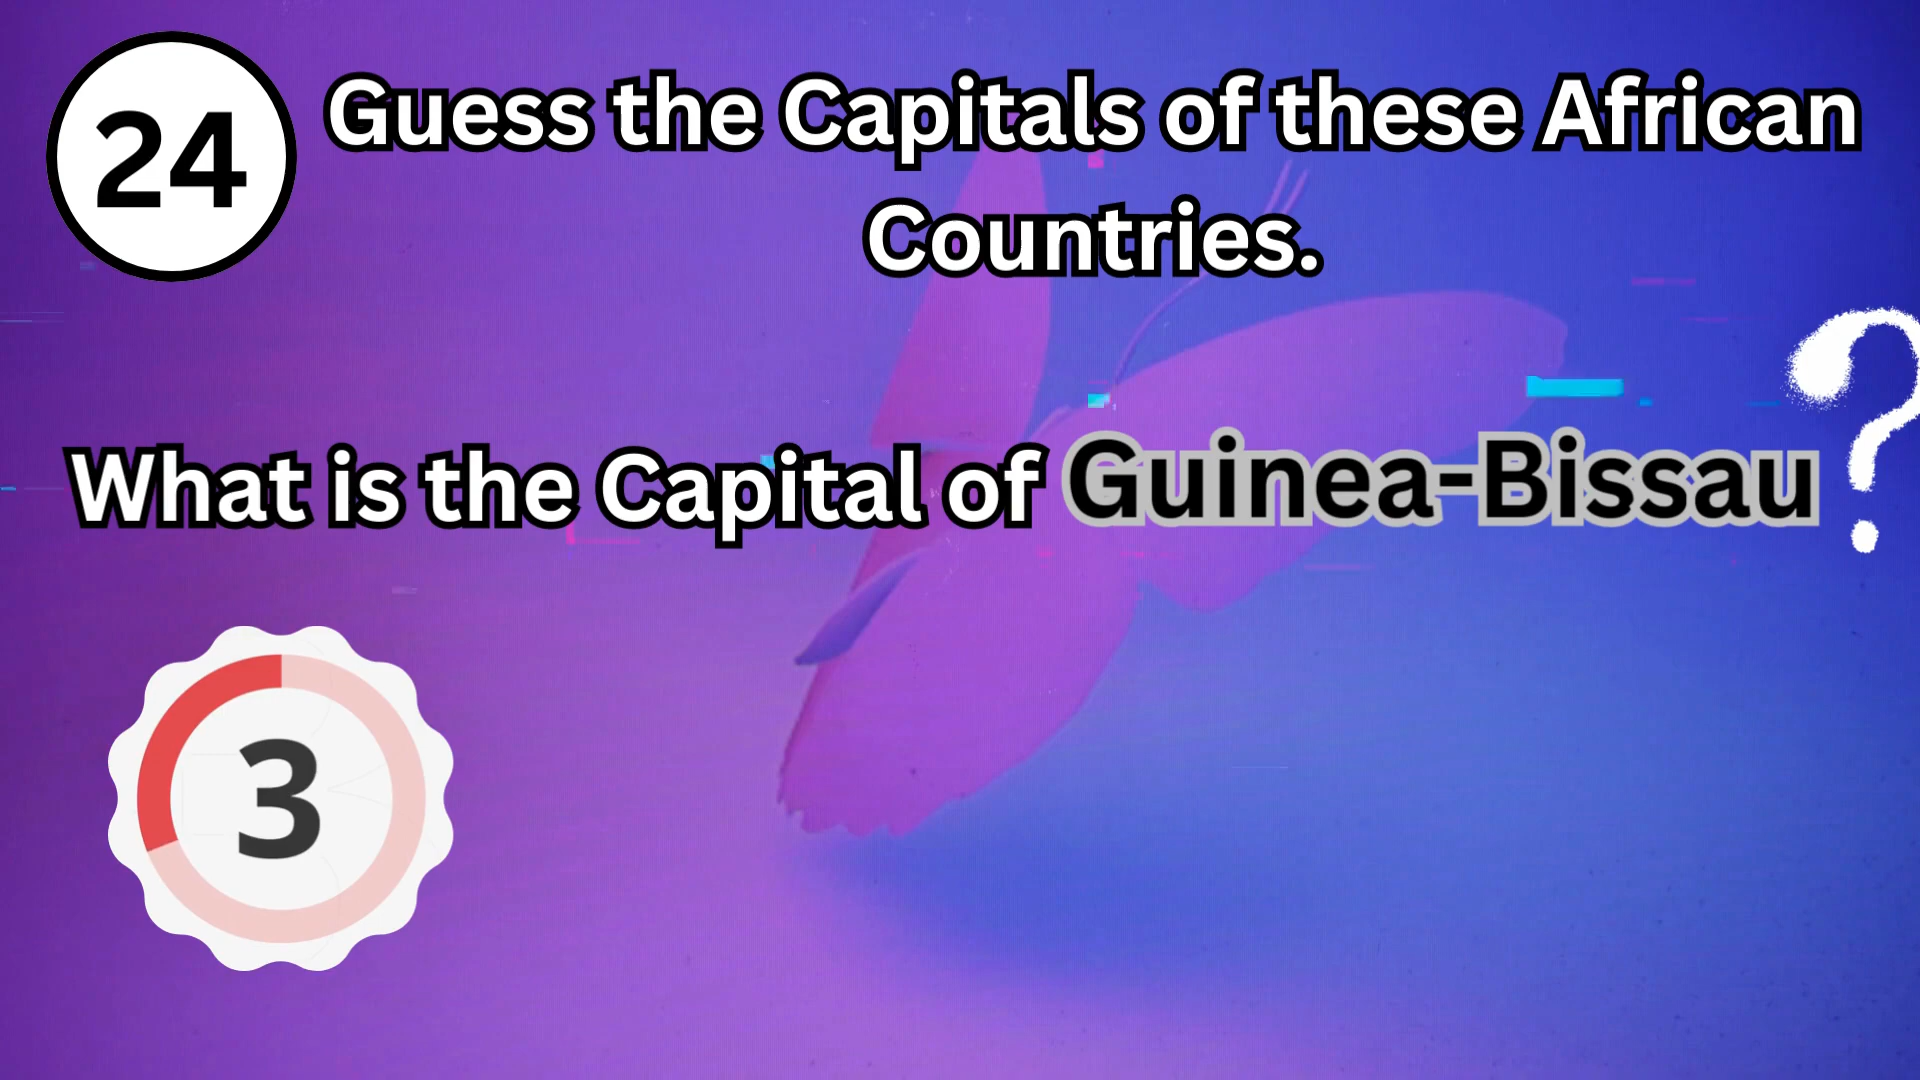 24
Guess the Capitals of these African
Countries.
What is the Capital of Guinea-Bissau?
3